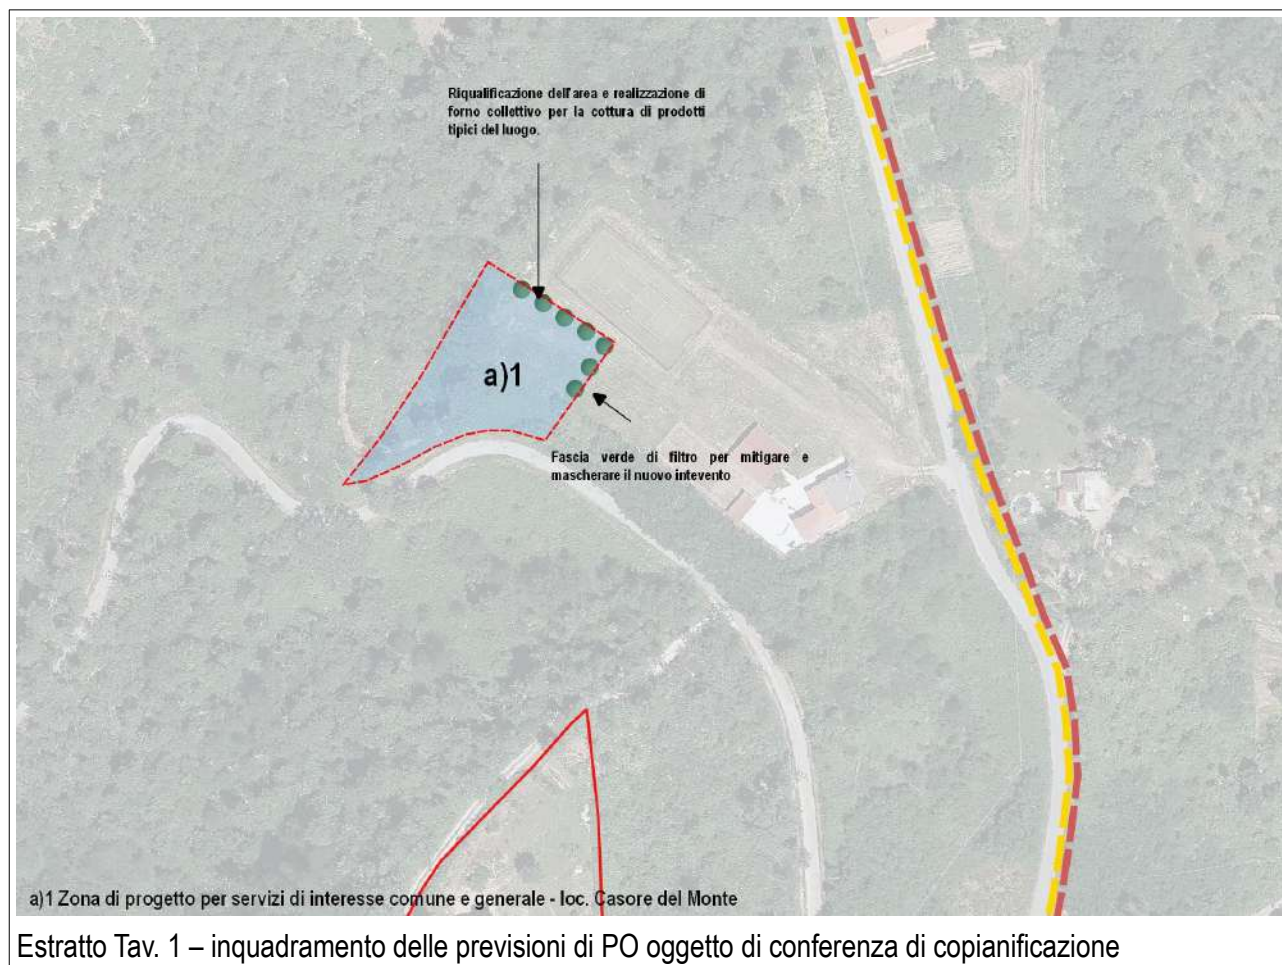 Riqualificazione dell'area e realizzazione di
forno collettivo per la cottura di prodotti
tipici del luogo.
a)1
Fascia verde di filtro per mitigare e
mascherare il nuovo intevento
a)1 Zona di progetto per servizi di interesse comune e generale - loc. Casore del Monte
Estratto Tav. 1 – inquadramento delle previsioni di PO oggetto di conferenza di copianificazione